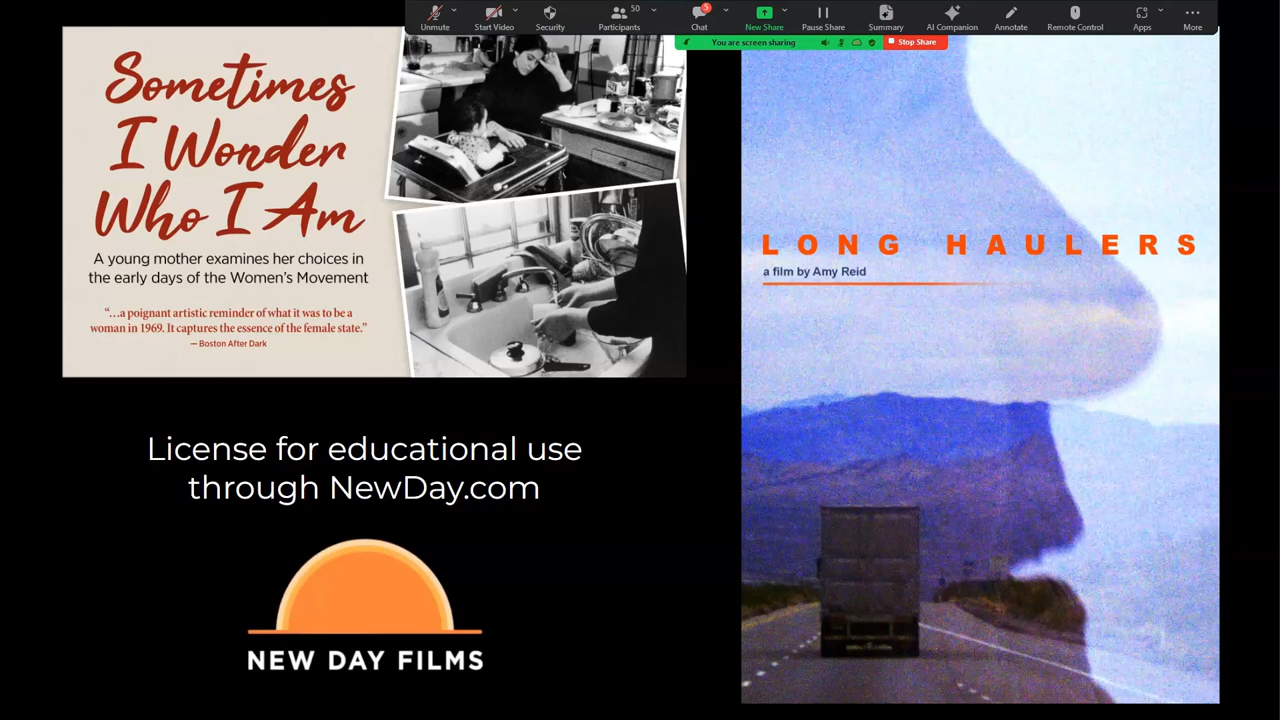 Unmute
Start Video
Security
Participants
50
Chat
5
New Share
Pause Share
Summary
AI Companion
Annotate
Remote Control
Apps
More
You are screen sharing
Stop Share
Sometimes
I Wonder
Who I Am
A young mother examines her choices in
the early days of the Women's Movement
“…a poignant artistic reminder of what it was to be a
woman in 1969. It captures the essence of the female state.”
— Boston After Dark
LONG HAULERS
a film by Amy Reid
License for educational use
through NewDay.com
NEW DAY FILMS